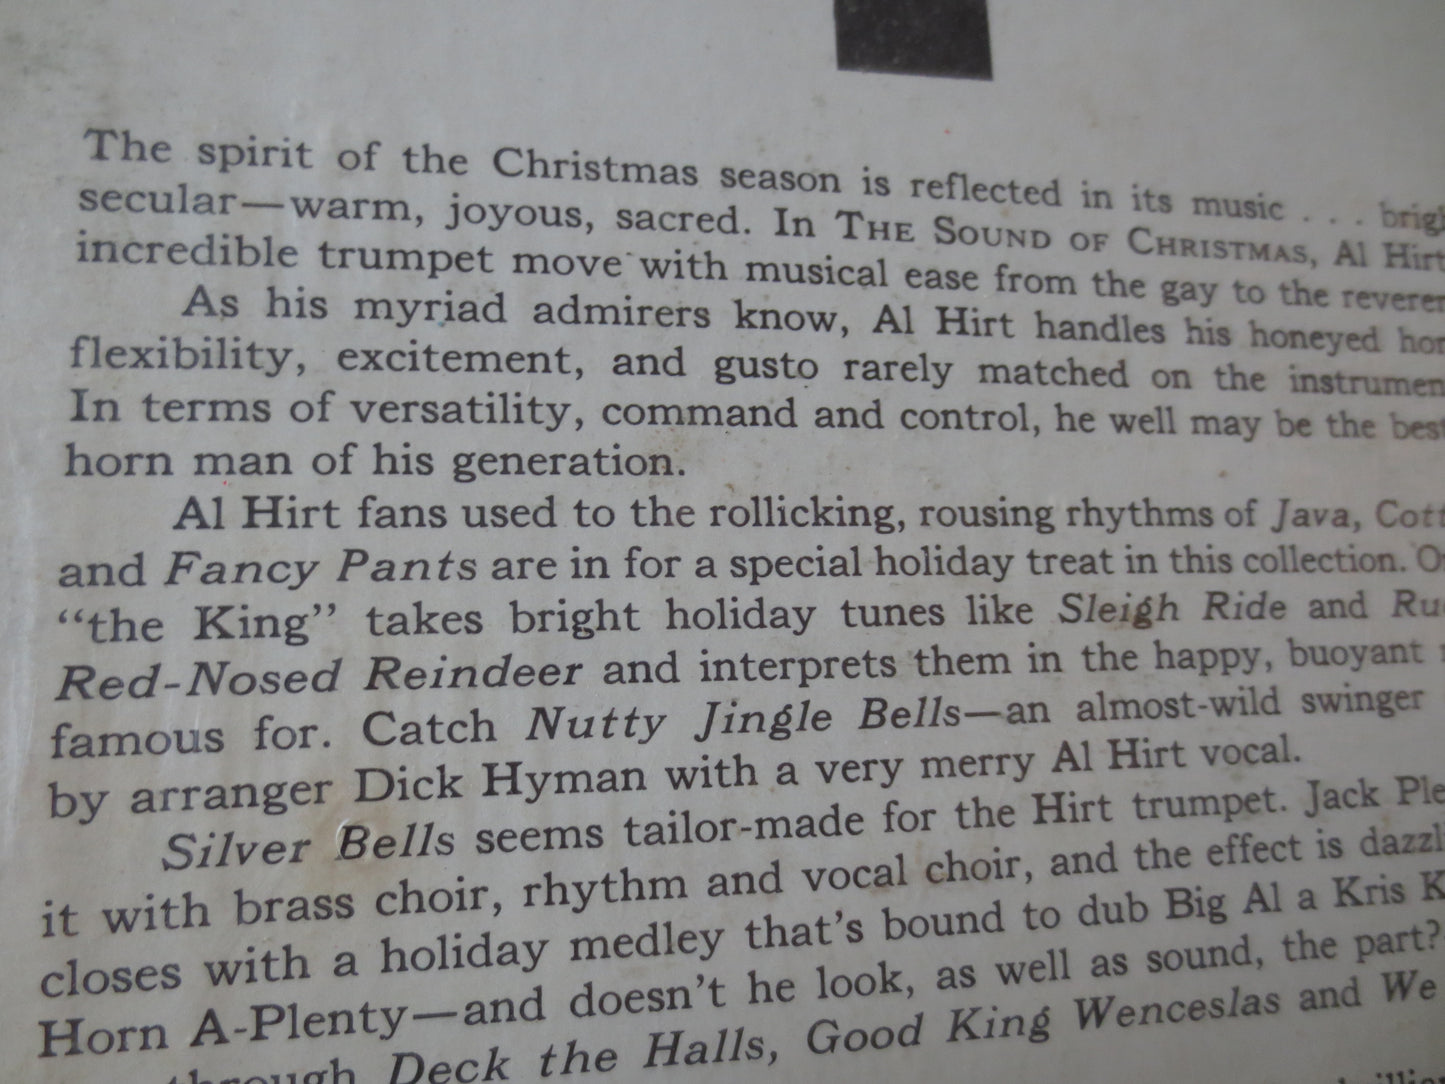 The spirit of the Christmas season is reflected in its music . . . brigh
secular—warm, joyous, sacred. In THE SOUND OF CHRISTMAS, Al Hirt
incredible trumpet move with musical ease from the gay to the reveren
As his myriad admirers know, Al Hirt handles his honeyed hor
flexibility, excitement, and gusto rarely matched on the instrumen
In terms of versatility, command and control, he well may be the best
horn man of his generation.
Al Hirt fans used to the rollicking, rousing rhythms of Java, Cott
and Fancy Pants are in for a special holiday treat in this collection. O
“the King” takes bright holiday tunes like Sleigh Ride and Ru
Red-Nosed Reindeer and interprets them in the happy, buoyant
famous for. Catch Nutty Jingle Bells—an almost-wild swinger
by arranger Dick Hyman with a very merry Al Hirt vocal.
Silver Bells seems tailor-made for the Hirt trumpet. Jack Ple
it with brass choir, rhythm and vocal choir, and the effect is dazzl
closes with a holiday medley that’s bound to dub Big Al a Kris K
Horn A-Plenty—and doesn’t he look, as well as sound, the part?
through Deck the Halls, Good King Wenceslas and We